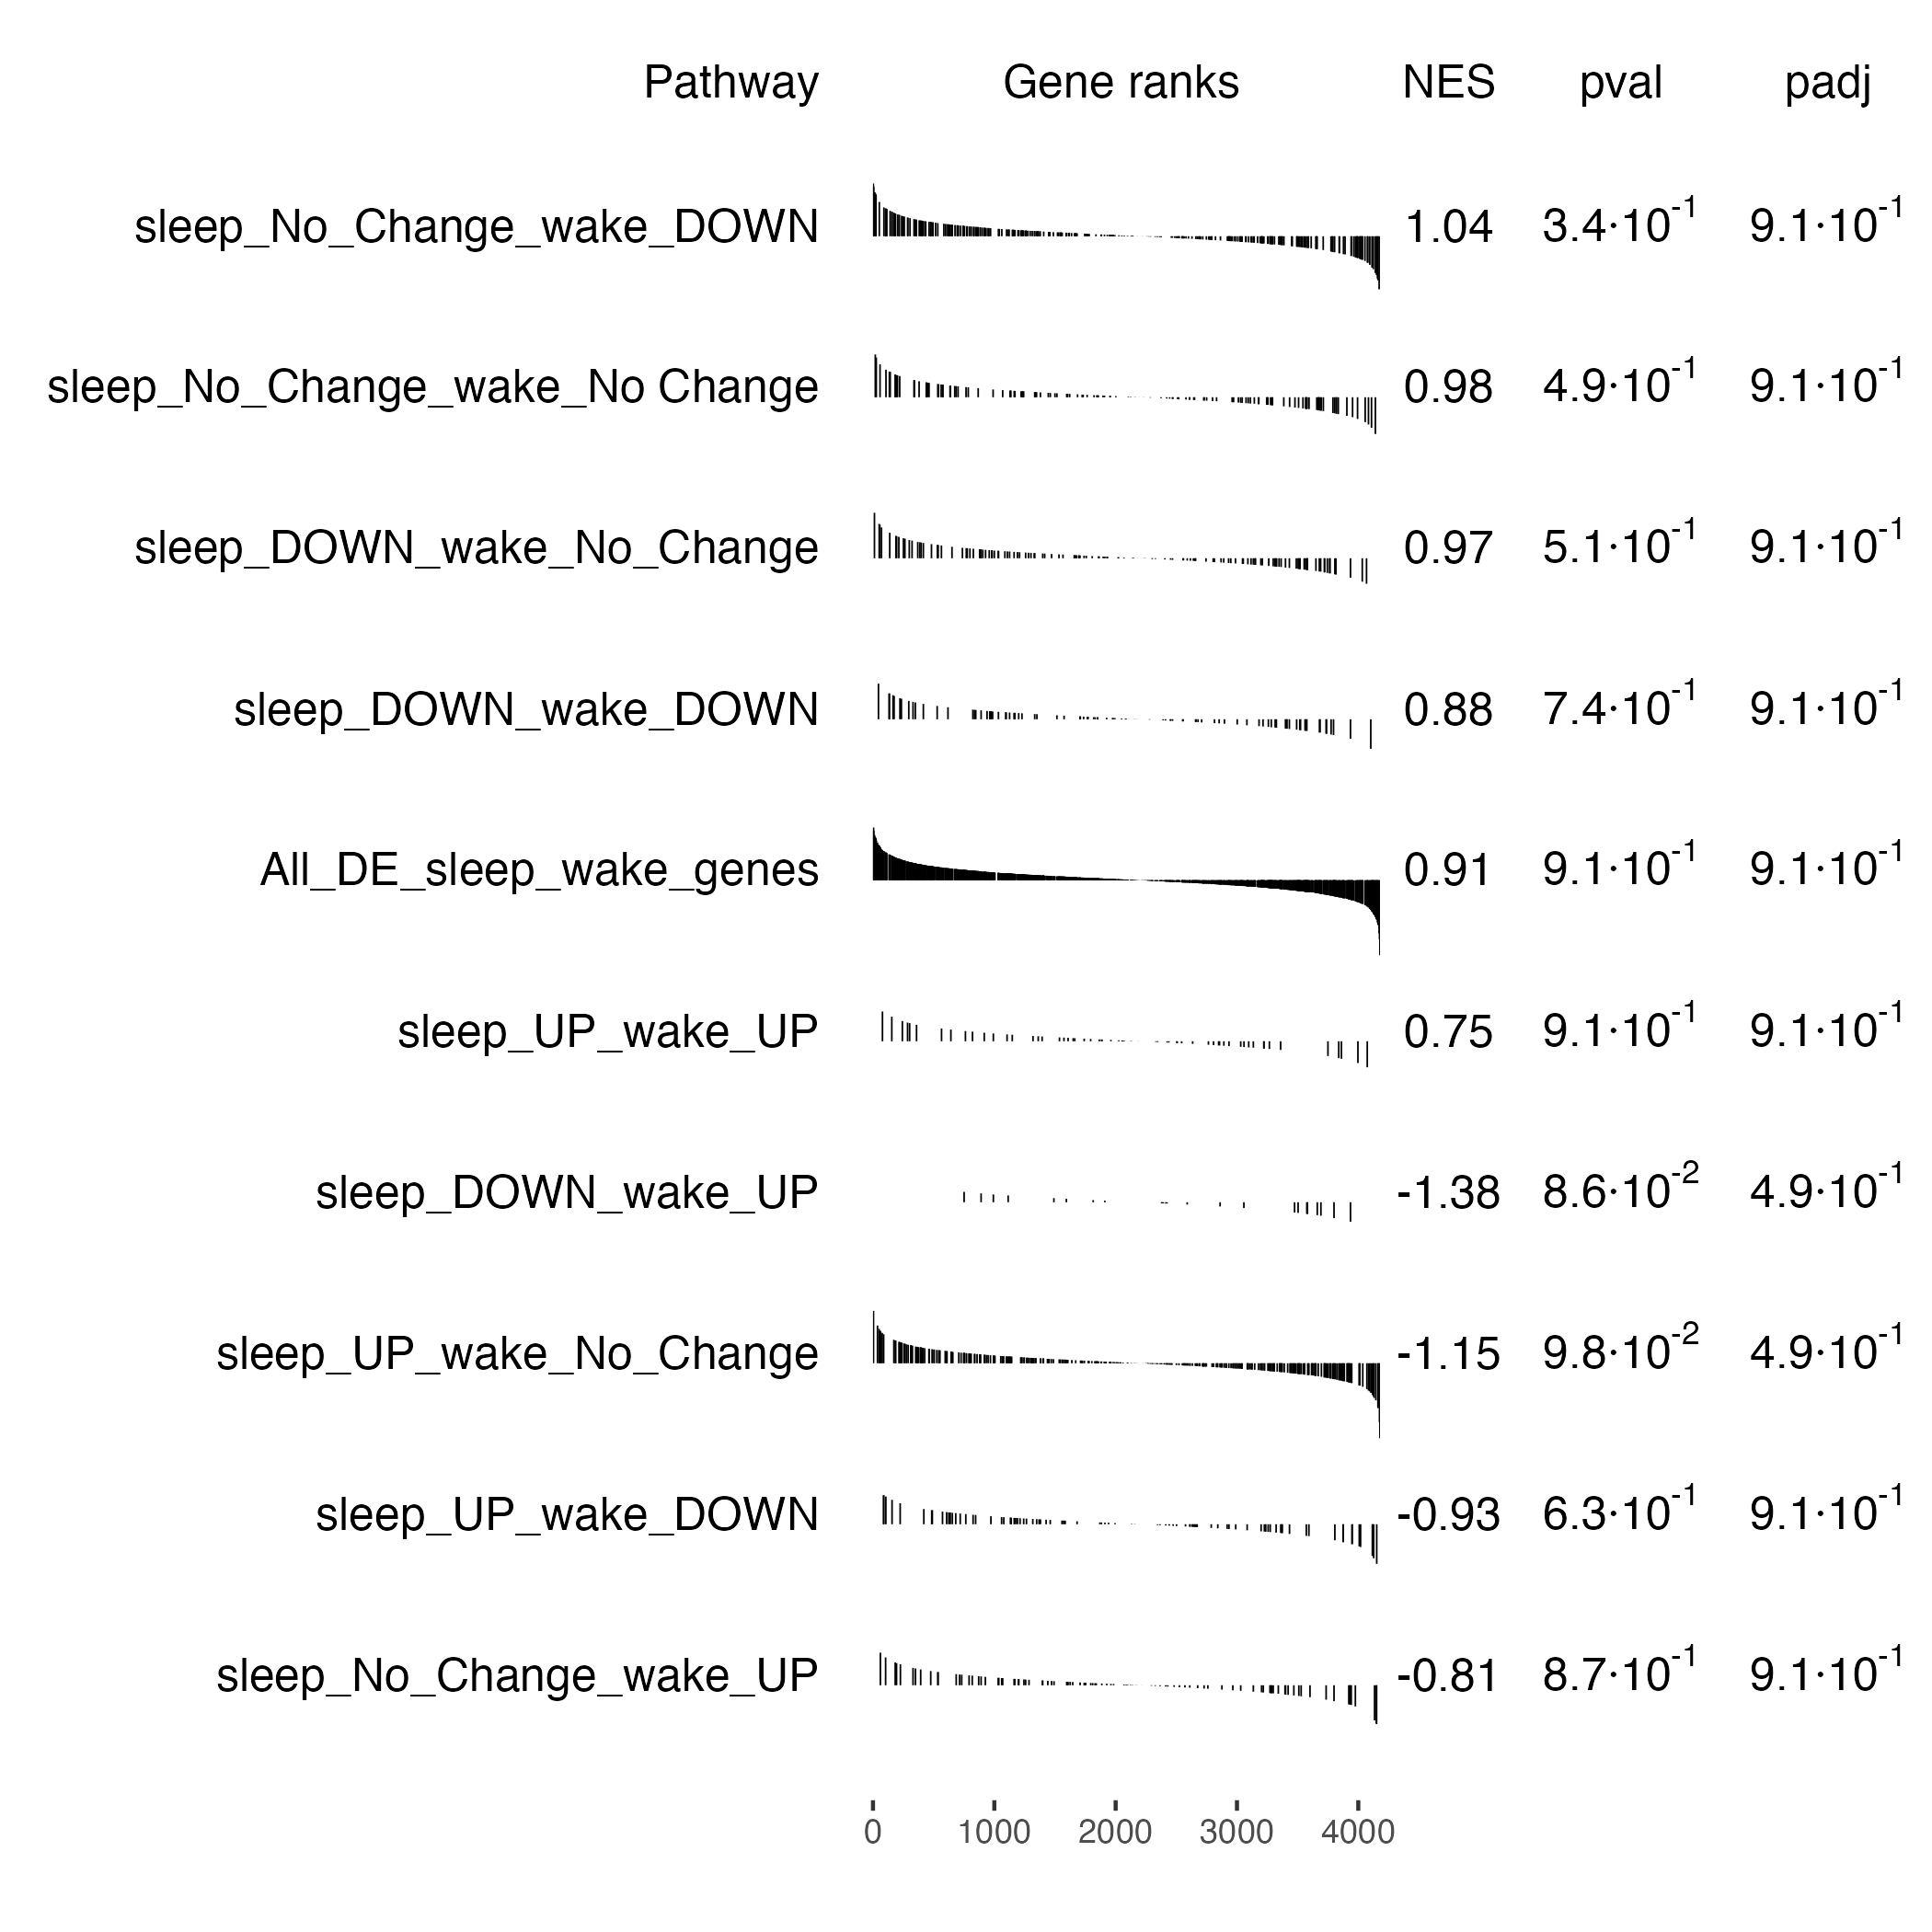 Pathway Gene ranks NES pval padj
sleep_No_Change_wake_DOWN 1.04 3.4·10⁻¹ 9.1·10⁻¹
sleep_No_Change_wake_No Change 0.98 4.9·10⁻¹ 9.1·10⁻¹
sleep_DOWN_wake_No_Change 0.97 5.1·10⁻¹ 9.1·10⁻¹
sleep_DOWN_wake_DOWN 0.88 7.4·10⁻¹ 9.1·10⁻¹
All_DE_sleep_wake_genes 0.91 9.1·10⁻¹ 9.1·10⁻¹
sleep_UP_wake_UP 0.75 9.1·10⁻¹ 9.1·10⁻¹
sleep_DOWN_wake_UP -1.38 8.6·10⁻² 4.9·10⁻¹
sleep_UP_wake_No_Change -1.15 9.8·10⁻² 4.9·10⁻¹
sleep_UP_wake_DOWN -0.93 6.3·10⁻¹ 9.1·10⁻¹
sleep_No_Change_wake_UP -0.81 8.7·10⁻¹ 9.1·10⁻¹
0 1000 2000 3000 4000